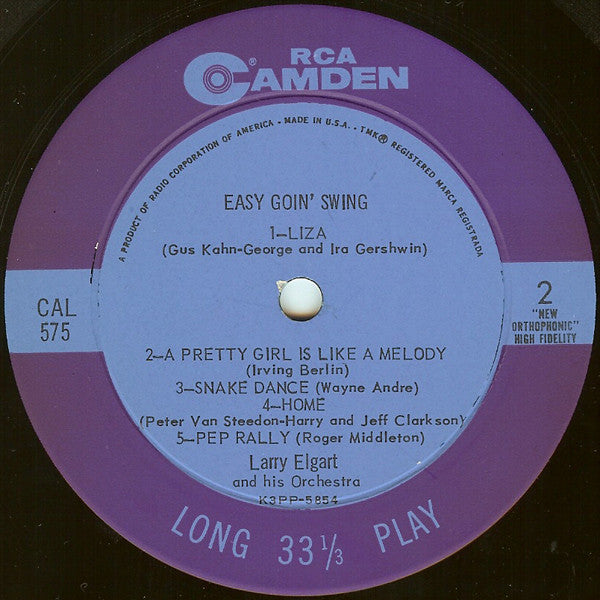 RCA
CAMDEN®
A PRODUCT OF RADIO CORPORATION OF AMERICA • MADE IN U.S.A. • TMK® REGISTERED MARCA REGISTRADA
EASY GOIN' SWING
1—LIZA
(Gus Kahn-George and Ira Gershwin)
CAL
575
2
"NEW
ORTHOPHONIC"
HIGH FIDELITY
2—A PRETTY GIRL IS LIKE A MELODY
(Irving Berlin)
3—SNAKE DANCE (Wayne Andre)
4—HOME
(Peter Van Steedon-Harry and Jeff Clarkson)
5—PEP RALLY (Roger Middleton)
Larry Elgart
and his Orchestra
K3PP-5854
LONG 33⅓ PLAY